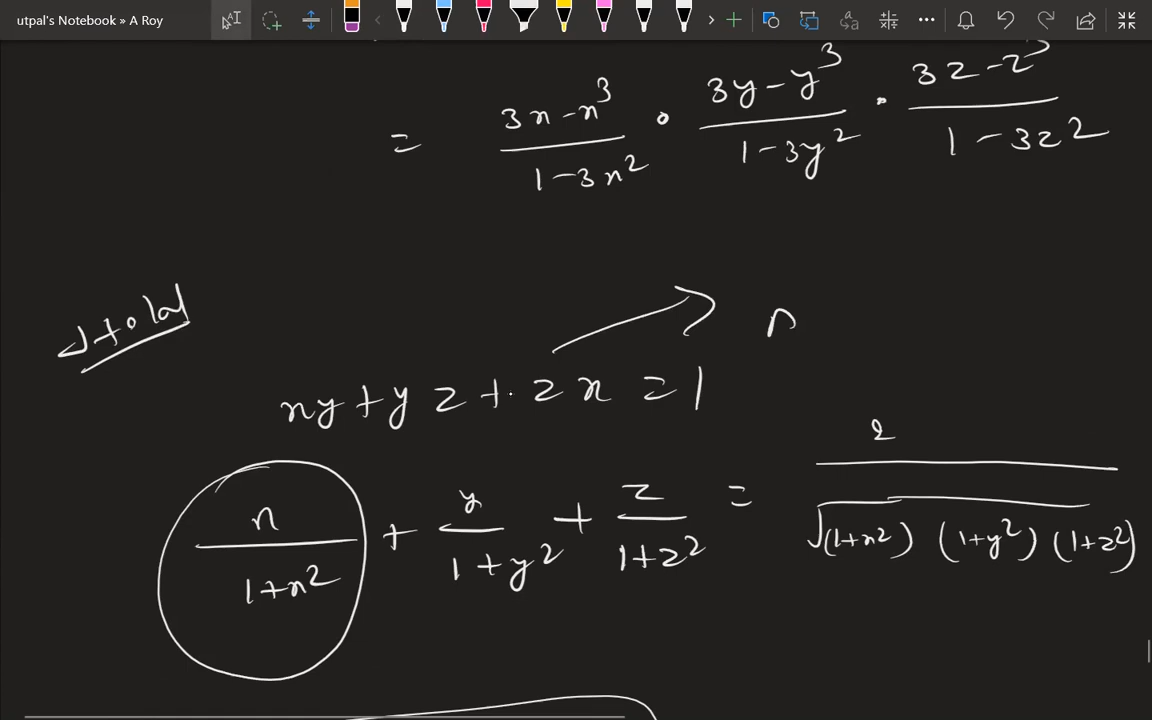 utpal's Notebook » A Roy
= (3x - x³)/(1 - 3x²) · (3y - y³)/(1 - 3y²) · (3z - z³)/(1 - 3z²)
xy + yz + zx = 1
x/(1 + x²) + y/(1 + y²) + z/(1 + z²) = 2/√((1+x²) (1+y²) (1+z²))